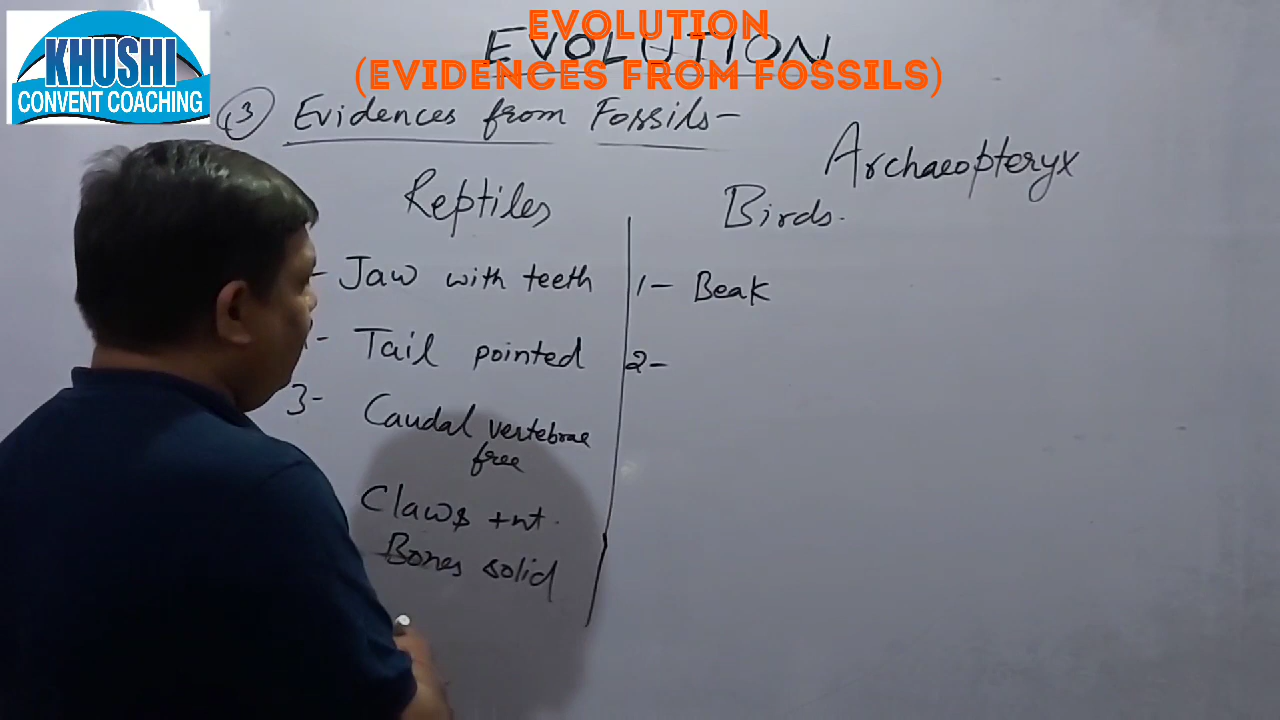 KHUSHI
CONVENT COACHING
EVOLUTION
(EVIDENCES FROM FOSSILS)
EVOLUTION
3 Evidences from Fossils-
Archaeopteryx
Reptiles
Jaw with teeth
- Tail pointed
3- Caudal vertebrae
free
Claws +nt.
Bones solid
Birds.
1- Beak
2-